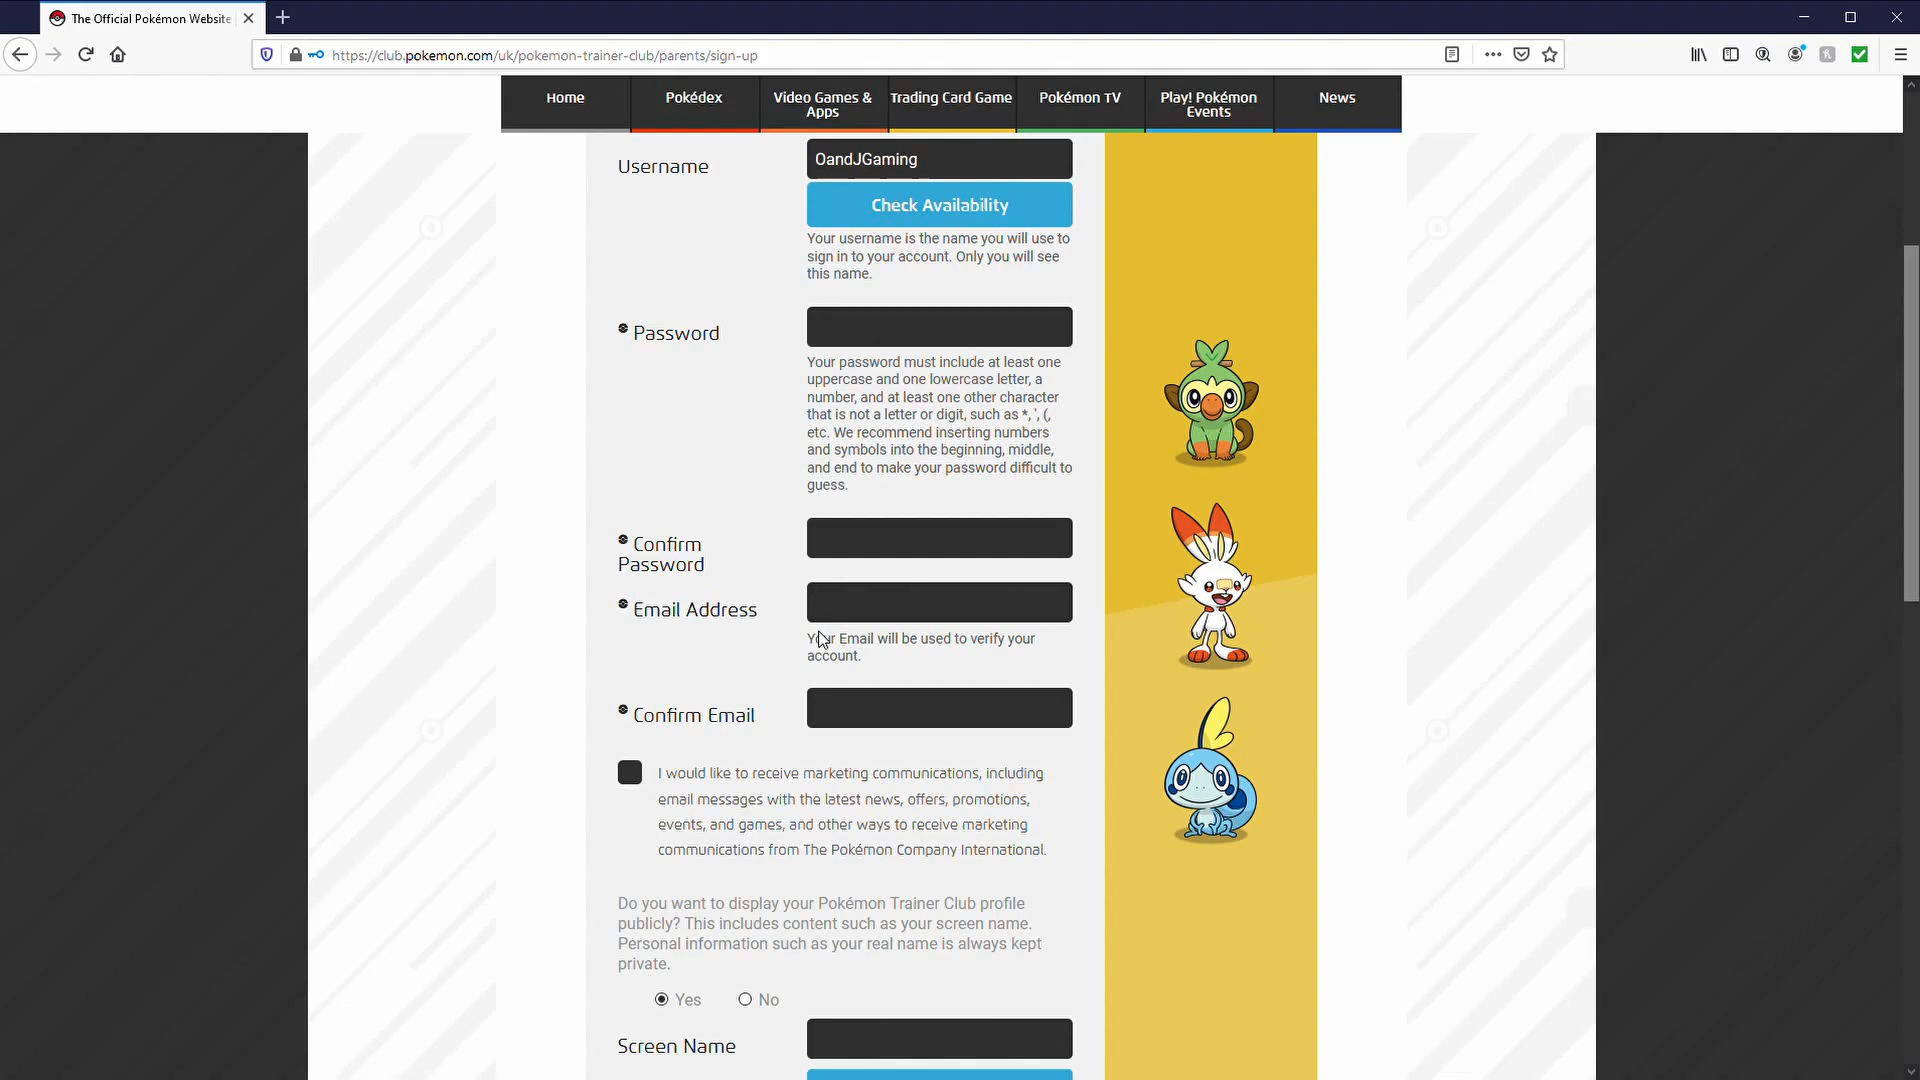 The Official Pokémon Website
https://club.pokemon.com/uk/pokemon-trainer-club/parents/sign-up
Home
Pokédex
Video Games &
Apps
Trading Card Game
Pokémon TV
Play! Pokémon
Events
News
Username
OandJGaming
Check Availability
Your username is the name you will use to
sign in to your account. Only you will see
this name.
Password
Your password must include at least one
uppercase and one lowercase letter, a
number, and at least one other character
that is not a letter or digit, such as *, ', (,
etc. We recommend inserting numbers
and symbols into the beginning, middle,
and end to make your password difficult to
guess.
Confirm
Password
Email Address
Your Email will be used to verify your
account.
Confirm Email
I would like to receive marketing communications, including
email messages with the latest news, offers, promotions,
events, and games, and other ways to receive marketing
communications from The Pokémon Company International.
Do you want to display your Pokémon Trainer Club profile
publicly? This includes content such as your screen name.
Personal information such as your real name is always kept
private.
Yes
No
Screen Name